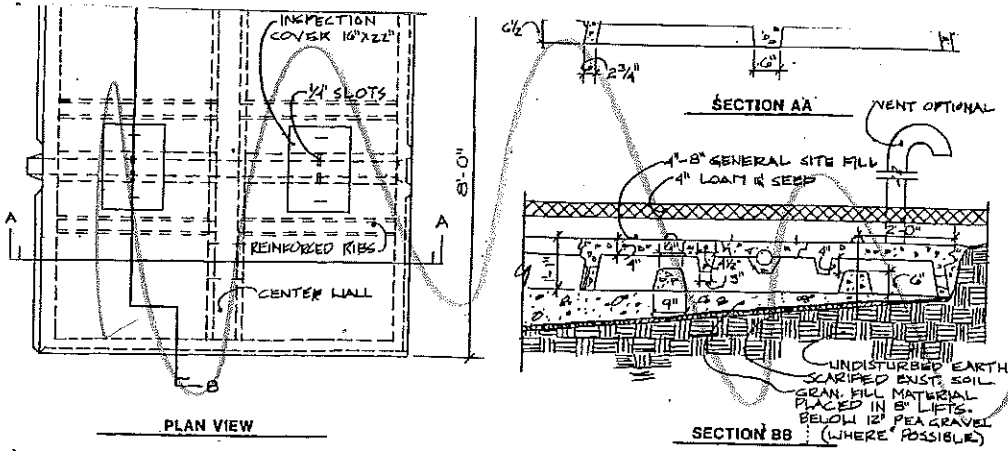 INSPECTION
COVER 16"X22"
1/4" SLOTS
8'-0"
A
A
REINFORCED RIBS
CENTER WALL
B
PLAN VIEW
6 1/2
2 3/4"
6"
SECTION AA
VENT OPTIONAL
4"-8" GENERAL SITE FILL
4" LOAM & SEED
2'-0"
4"
4"
4 1/2"
3"
4"
6"
9"
UNDISTURBED EARTH
SCARIFIED EXIST. SOIL
GRAN. FILL MATERIAL
PLACED IN 8" LIFTS.
BELOW 12" PEA GRAVEL
(WHERE POSSIBLE)
SECTION BB